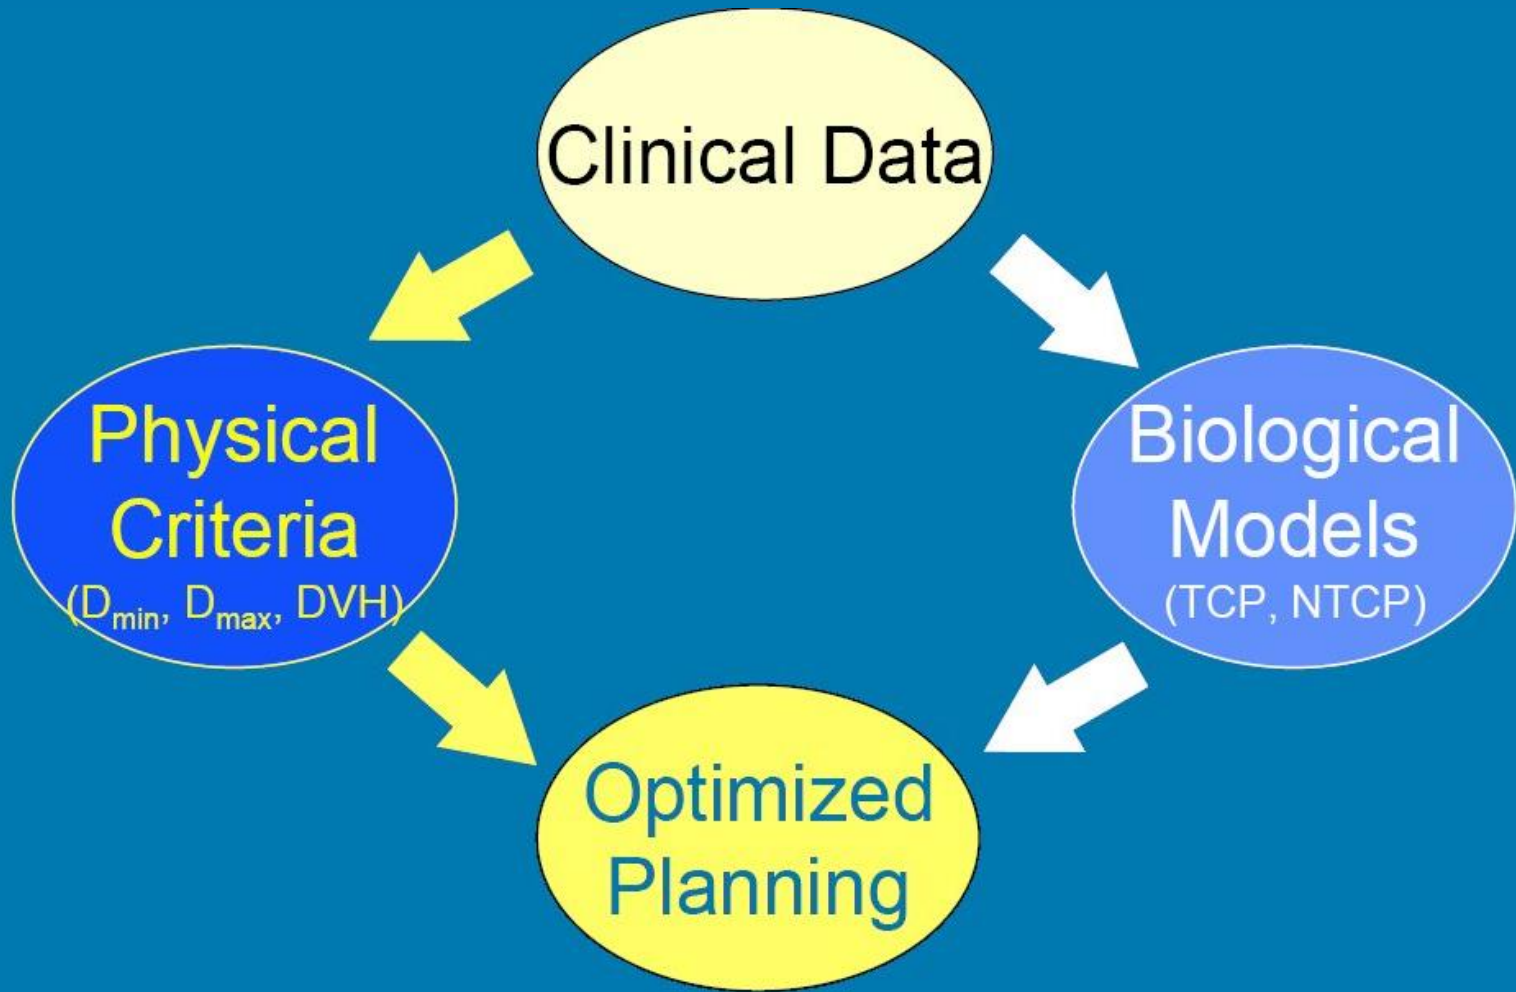 Clinical Data
Physical
Criteria
(Dmin, Dmax, DVH)
Biological
Models
(TCP, NTCP)
Optimized
Planning